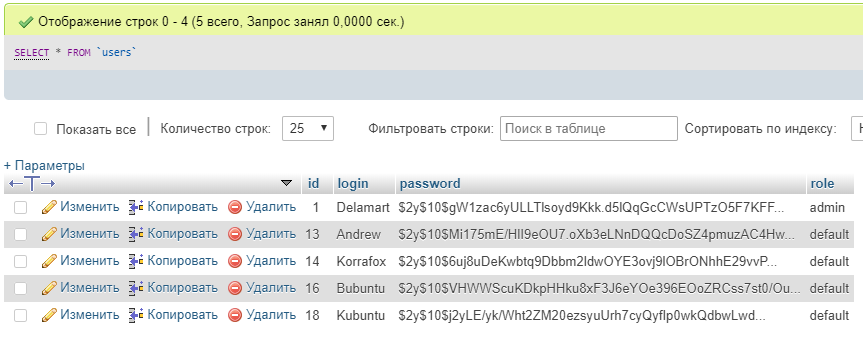 Отображение строк 0 - 4 (5 всего, Запрос занял 0,0000 сек.)
SELECT * FROM `users`
Показать все | Количество строк: 25 Фильтровать строки: Поиск в таблице Сортировать по индексу:
+ Параметры
←T→ id login password role
Изменить Копировать Удалить 1 Delamart $2y$10$gW1zac6yULLTlsoyd9Kkk.d5lQqGcCWsUPTzO5F7KFF... admin
Изменить Копировать Удалить 13 Andrew $2y$10$Mi175mE/HIl9eOU7.oXb3eLNnDQQcDoSZ4pmuzAC4Hw... default
Изменить Копировать Удалить 14 Korrafox $2y$10$6uj8uDeKwbtq9Dbbm2IdwOYE3ovj9lOBrONhhE29vvP... default
Изменить Копировать Удалить 16 Bubuntu $2y$10$VHWWScuKDkpHHku8xF3J6eYOe396EOoZRCss7st0/Ou... default
Изменить Копировать Удалить 18 Kubuntu $2y$10$j2yLE/yk/Wht2ZM20ezsyuUrh7cyQyflp0wkQdbwLwd... default